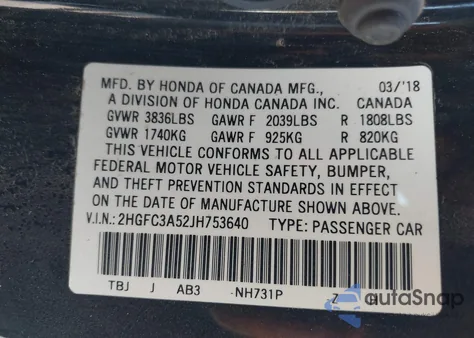 MFD. BY HONDA OF CANADA MFG., 03/'18
A DIVISION OF HONDA CANADA INC. CANADA
GVWR 3836LBS GAWR F 2039LBS R 1808LBS
GVWR 1740KG GAWR F 925KG R 820KG
THIS VEHICLE CONFORMS TO ALL APPLICABLE
FEDERAL MOTOR VEHICLE SAFETY, BUMPER,
AND THEFT PREVENTION STANDARDS IN EFFECT
ON THE DATE OF MANUFACTURE SHOWN ABOVE.
V.I.N.: 2HGFC3A52JH753640 TYPE: PASSENGER CAR
TBJ J AB3 NH731P Z
autoSnap